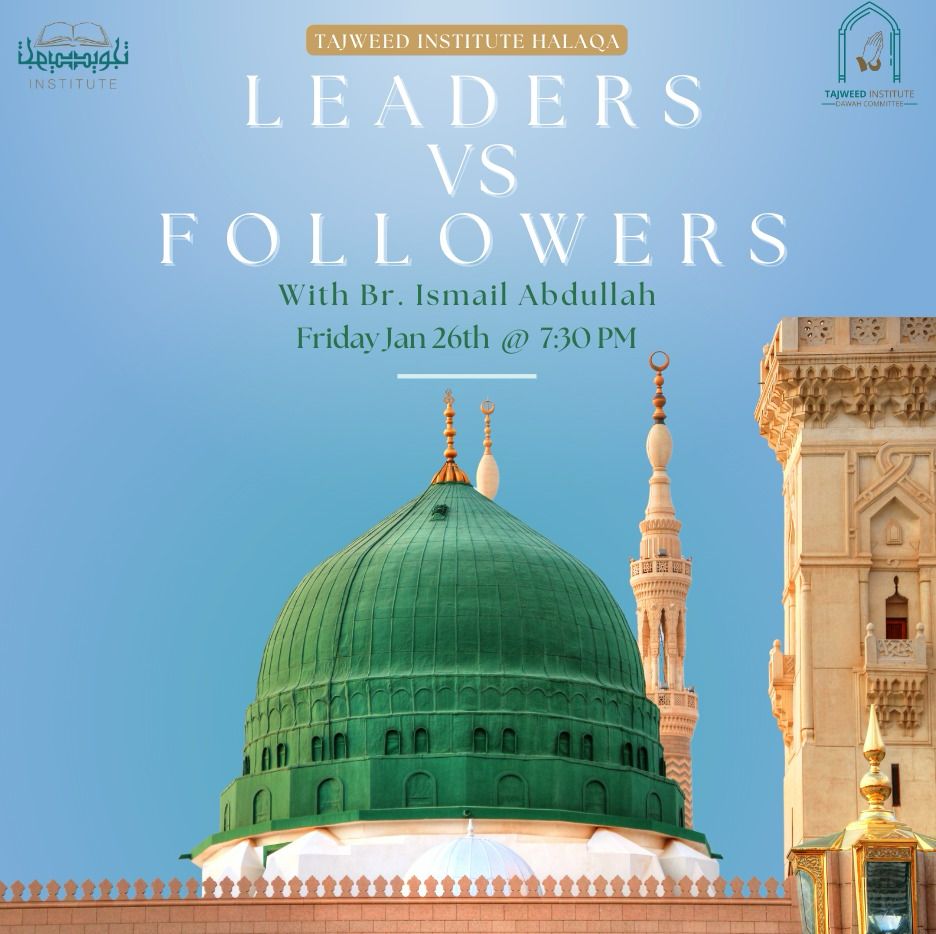 INSTITUTE
TAJWEED INSTITUTE HALAQA
TAJWEED INSTITUTE
DAWAH COMMITTEE
LEADERS
VS
FOLLOWERS
With Br. Ismail Abdullah
Friday Jan 26th @ 7:30 PM